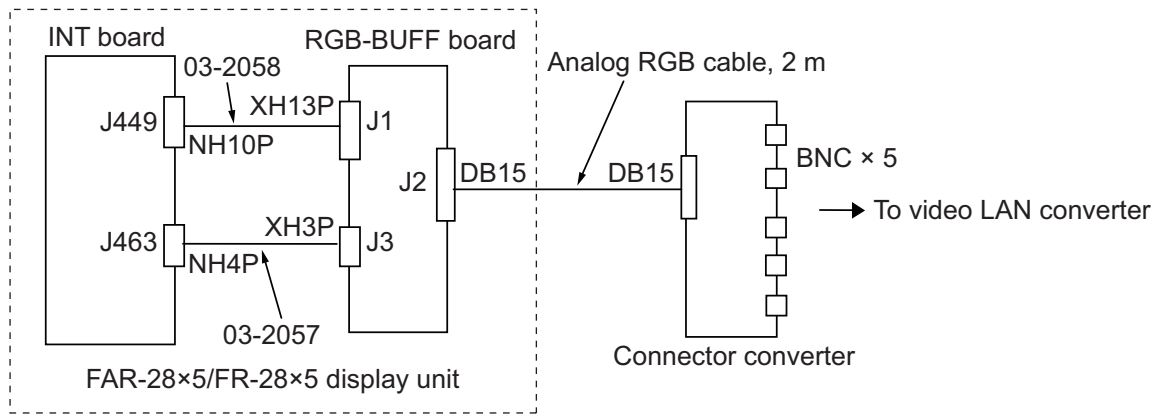 INT board
RGB-BUFF board
03-2058
Analog RGB cable, 2 m
XH13P
J449
J1
NH10P
BNC × 5
J2
DB15
DB15
To video LAN converter
XH3P
J463
J3
NH4P
03-2057
Connector converter
FAR-28×5/FR-28×5 display unit